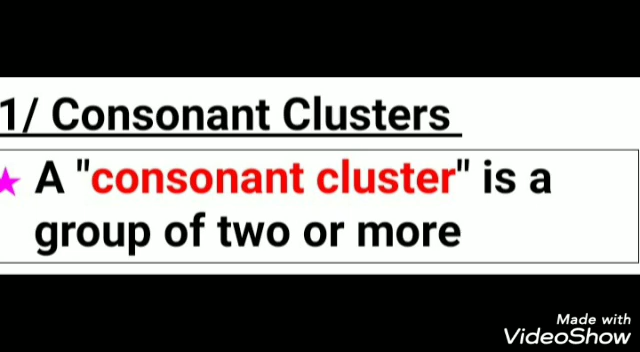 1/ Consonant Clusters
★ A "consonant cluster" is a
group of two or more
Made with
VideoShow